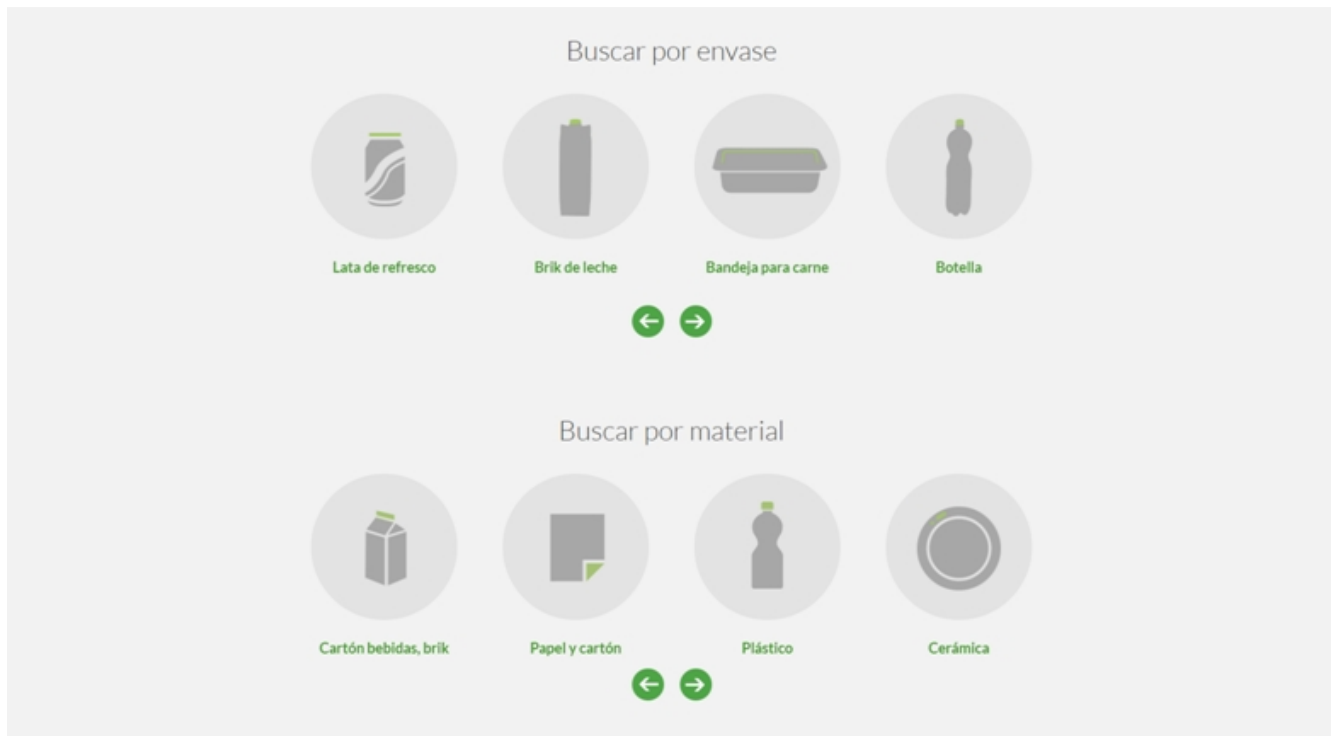 Buscar por envase
Lata de refresco
Brik de leche
Bandeja para carne
Botella
Buscar por material
Cartón bebidas, brik
Papel y cartón
Plástico
Cerámica